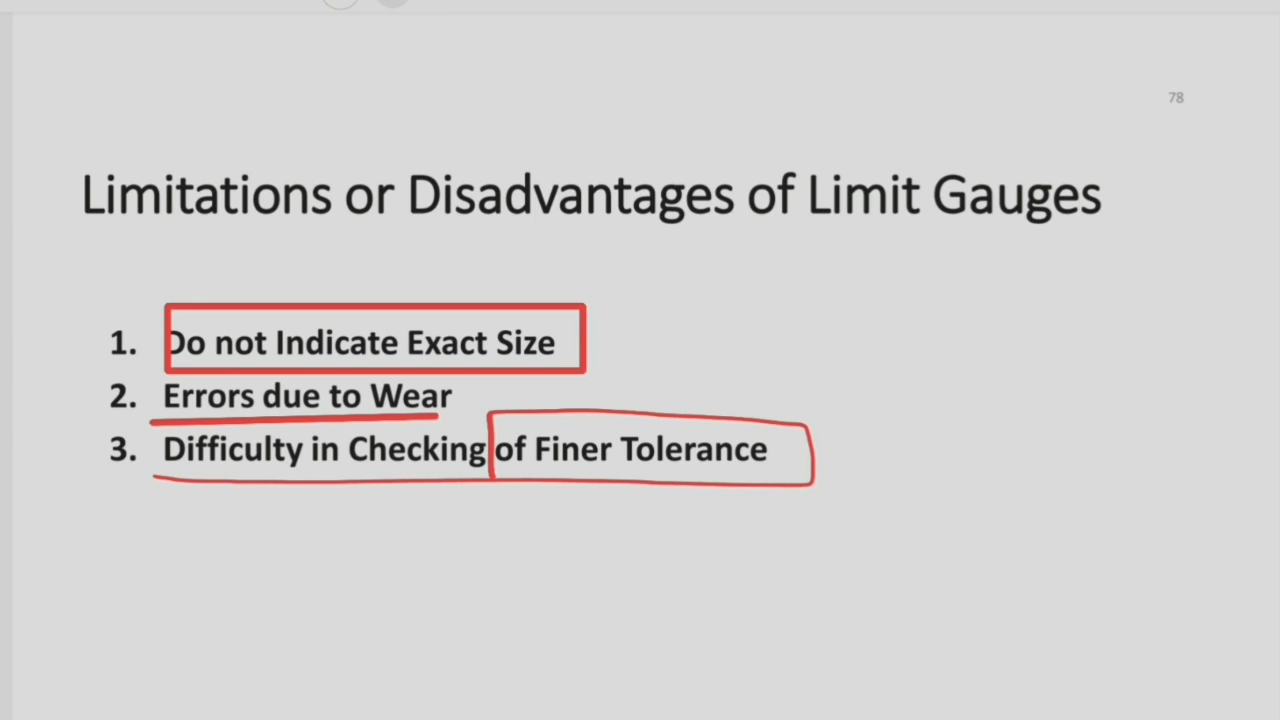 78
Limitations or Disadvantages of Limit Gauges
1. Do not Indicate Exact Size
2. Errors due to Wear
3. Difficulty in Checking of Finer Tolerance